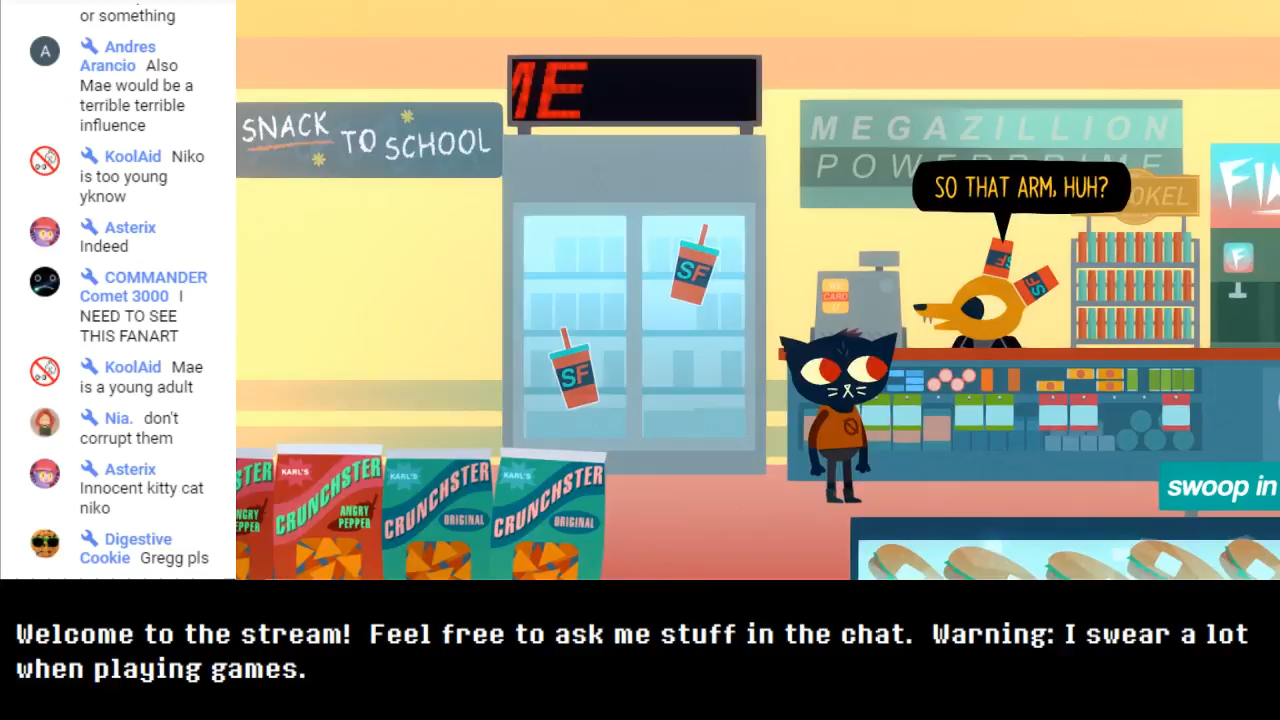 or something
A
Andres
Arancio Also
Mae would be a
terrible terrible
influence
KoolAid Niko
is too young
yknow
Asterix
Indeed
COMMANDER
Comet 3000 I
NEED TO SEE
THIS FANART
KoolAid Mae
is a young adult
Nia. don't
corrupt them
Asterix
Innocent kitty cat
niko
Digestive
Cookie Gregg pls
SNACK
TO SCHOOL
ME
SF
SF
MEGAZILLION
SO THAT ARM, HUH?
OKEL
F
SF
SF
CARD
KARL'S
CRUNCHSTER
ANGRY
PEPPER
KARL'S
CRUNCHSTER
ORIGINAL
KARL'S
CRUNCHSTER
ORIGINAL
swoop in
Welcome to the stream! Feel free to ask me stuff in the chat. Warning: I swear a lot
when playing games.